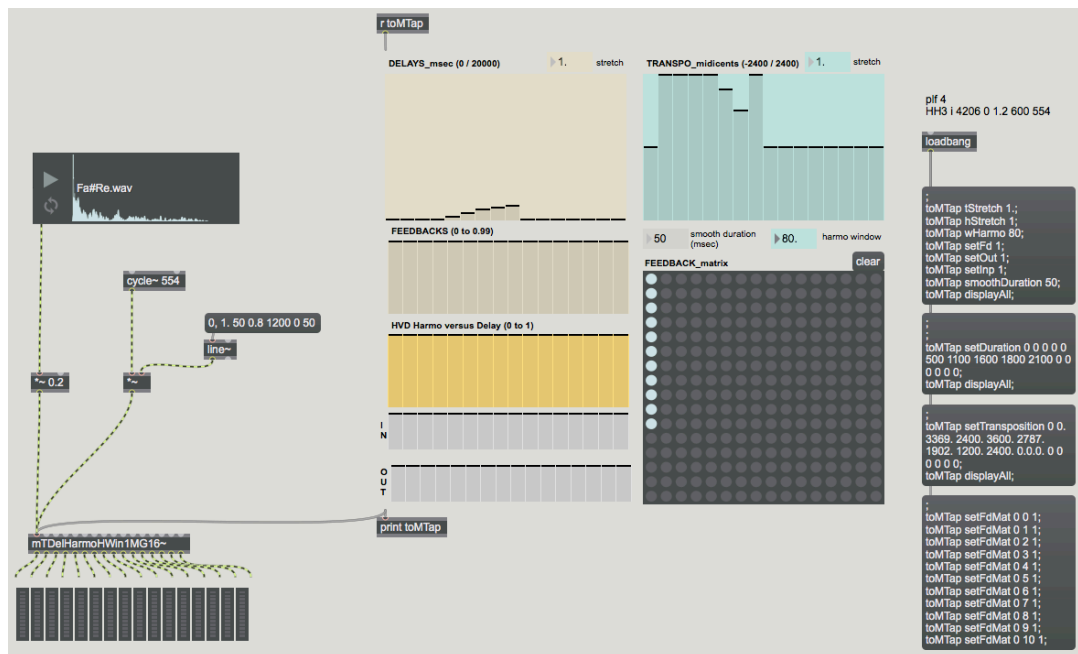 r toMTap
DELAYS_msec (0 / 20000)
1.
stretch
TRANSPO_midicents (-2400 / 2400)
1.
stretch
plf 4
HH3 i 4206 0 1.2 600 554
loadbang
Fa#Re.wav
cycle~ 554
0, 1. 50 0.8 1200 0 50
line~
*~ 0.2
*~
FEEDBACKS (0 to 0.99)
50
smooth duration
(msec)
80.
harmo window
FEEDBACK_matrix
clear
HVD Harmo versus Delay (0 to 1)
I
N
O
U
T
print toMTap
mTDelHarmoHWin1MG16~
;
toMTap tStretch 1.;
toMTap hStretch 1;
toMTap wHarmo 80;
toMTap setFd 1;
toMTap setOut 1;
toMTap setInp 1;
toMTap smoothDuration 50;
toMTap displayAll;
;
;
toMTap setDuration 0 0 0 0 0
500 1100 1600 1800 2100 0 0
0 0 0 0;
toMTap displayAll;
;
toMTap setTransposition 0 0.
3369. 2400. 3600. 2787.
1902. 1200. 2400. 0.0.0. 0 0
0 0 0 0;
toMTap displayAll;
;
toMTap setFdMat 0 0 1;
toMTap setFdMat 0 1 1;
toMTap setFdMat 0 2 1;
toMTap setFdMat 0 3 1;
toMTap setFdMat 0 4 1;
toMTap setFdMat 0 5 1;
toMTap setFdMat 0 6 1;
toMTap setFdMat 0 7 1;
toMTap setFdMat 0 8 1;
toMTap setFdMat 0 9 1;
toMTap setFdMat 0 10 1;